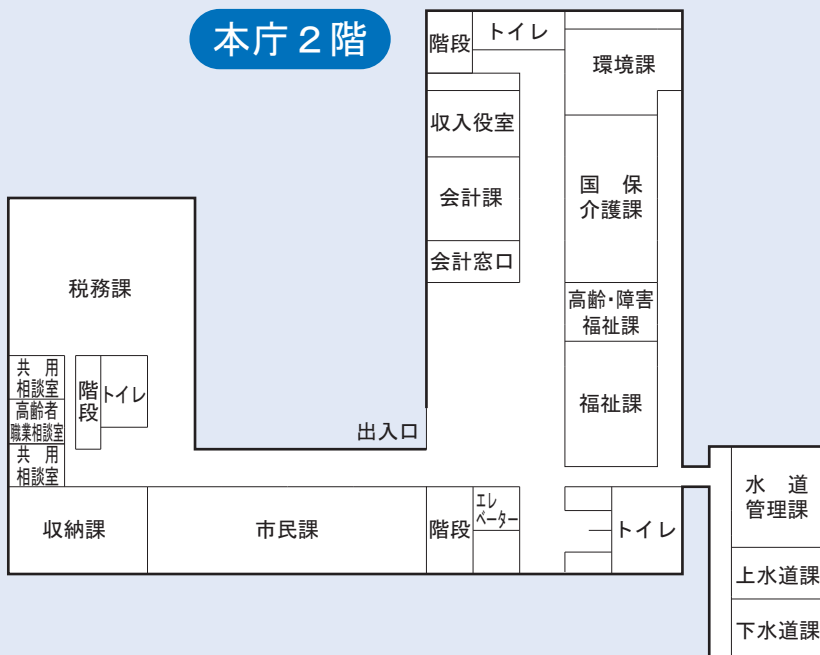 本庁２階
階段
トイレ
環境課
収入役室
会計課
国　保
介護課
会計窓口
高齢・障害
福祉課
税務課
共　用
相談室
階
段
トイレ
高齢者
職業相談室
共　用
相談室
福祉課
出入口
収納課
市民課
階段
エレ
ベーター
トイレ
水　道
管理課
上水道課
下水道課